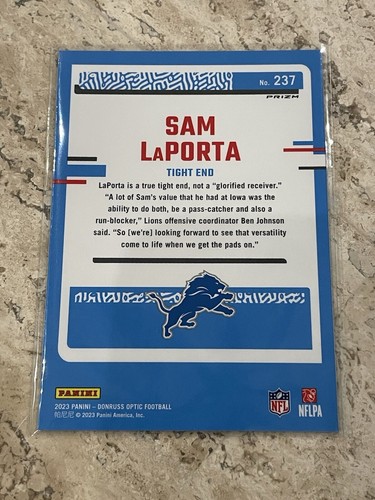 No. 237
PRIZM
SAM
LAPORTA
TIGHT END
LaPorta is a true tight end, not a “glorified receiver.”
“A lot of Sam’s value that he had at Iowa was the
ability to do both, be a pass-catcher and also a
run-blocker,” Lions offensive coordinator Ben Johnson
said. “So [we’re] looking forward to see that versatility
come to life when we get the pads on.”
PANINI
2023 PANINI – DONRUSS OPTIC FOOTBALL
帕尼尼 © 2023 Panini America, Inc.
NFL
NFLPA